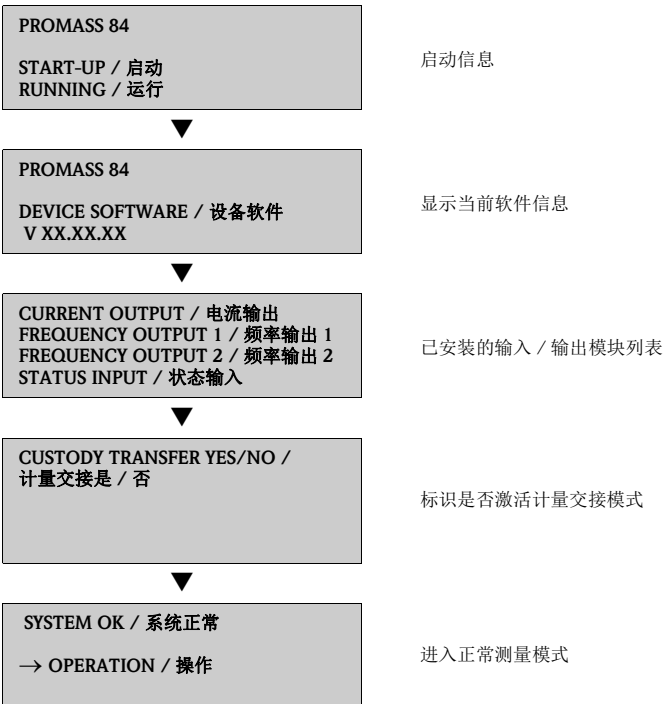 PROMASS 84
START-UP / 启动
RUNNING / 运行
启动信息
PROMASS 84
DEVICE SOFTWARE / 设备软件
V XX.XX.XX
显示当前软件信息
CURRENT OUTPUT / 电流输出
FREQUENCY OUTPUT 1 / 频率输出 1
FREQUENCY OUTPUT 2 / 频率输出 2
STATUS INPUT / 状态输入
已安装的输入 / 输出模块列表
CUSTODY TRANSFER YES/NO /
计量交接是 / 否
标识是否激活计量交接模式
SYSTEM OK / 系统正常
→ OPERATION / 操作
进入正常测量模式